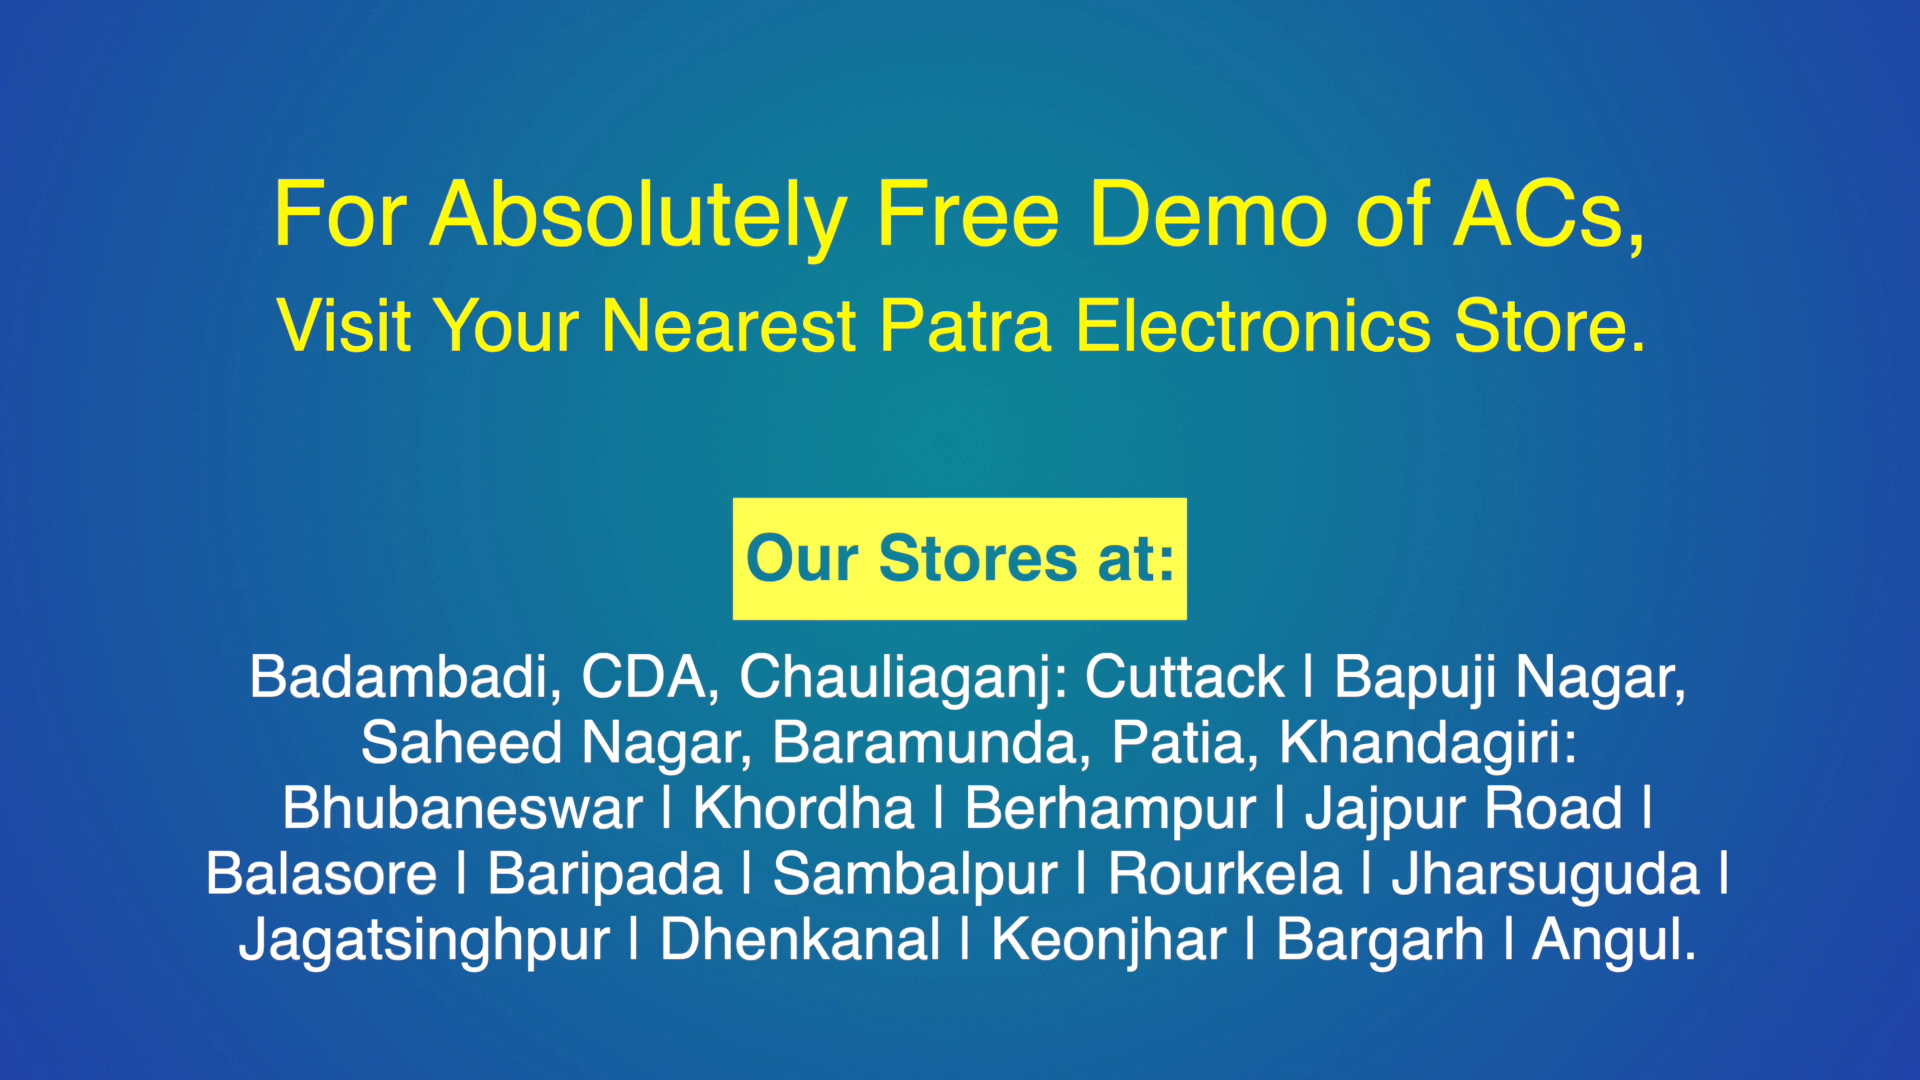 For Absolutely Free Demo of ACs,
Visit Your Nearest Patra Electronics Store.
Our Stores at:
Badambadi, CDA, Chauliaganj: Cuttack | Bapuji Nagar,
Saheed Nagar, Baramunda, Patia, Khandagiri:
Bhubaneswar | Khordha | Berhampur | Jajpur Road |
Balasore | Baripada | Sambalpur | Rourkela | Jharsuguda |
Jagatsinghpur | Dhenkanal | Keonjhar | Bargarh | Angul.